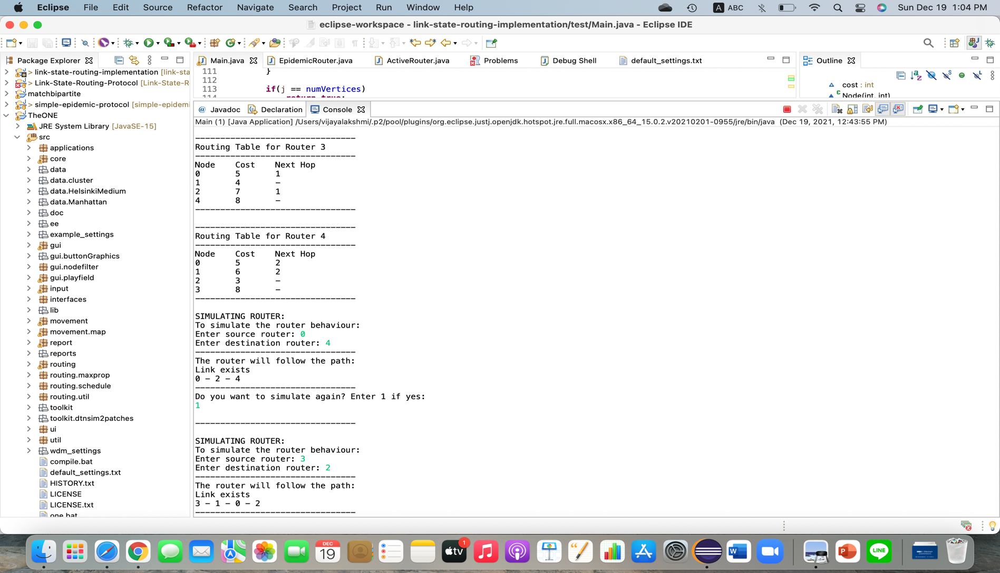 Eclipse File Edit Source Refactor Navigate Search Project Run Window Help A ABC Sun Dec 19 1:04 PM
eclipse-workspace - link-state-routing-implementation/test/Main.java - Eclipse IDE
Package Explorer
> link-state-routing-implementation [link-sta
> Link-State-Routing-Protocol [Link-State-R
matchbipartite
> simple-epidemic-protocol [simple-epidemi
TheONE
JRE System Library [JavaSE-15]
src
applications
core
data
data.cluster
data.HelsinkiMedium
data.Manhattan
doc
ee
example_settings
gui
gui.buttonGraphics
gui.nodefilter
gui.playfield
input
interfaces
lib
movement
movement.map
report
reports
routing
routing.maxprop
routing.schedule
routing.util
toolkit
toolkit.dtnsim2patches
ui
util
wdm_settings
compile.bat
default_settings.txt
HISTORY.txt
LICENSE
LICENSE.txt
one.bat
Main.java EpidemicRouter.java ActiveRouter.java Problems Debug Shell default_settings.txt
111 }
112
113 if(j == numVertices)
114 return true;
Outline
cost : int
Node(int, int)
@ Javadoc Declaration Console
Main (1) [Java Application] /Users/vijayalakshmi/.p2/pool/plugins/org.eclipse.justj.openjdk.hotspot.jre.full.macosx.x86_64_15.0.2.v20210201-0955/jre/bin/java (Dec 19, 2021, 12:43:55 PM)
--------------------------------
Routing Table for Router 3
--------------------------------
Node Cost Next Hop
0 5 1
1 4 -
2 7 1
4 8 -
--------------------------------
--------------------------------
Routing Table for Router 4
--------------------------------
Node Cost Next Hop
0 5 2
1 6 2
2 3 -
3 8 -
--------------------------------
SIMULATING ROUTER:
To simulate the router behaviour:
Enter source router: 0
Enter destination router: 4
--------------------------------
The router will follow the path:
Link exists
0 - 2 - 4
--------------------------------
Do you want to simulate again? Enter 1 if yes:
1
--------------------------------
SIMULATING ROUTER:
To simulate the router behaviour:
Enter source router: 3
Enter destination router: 2
--------------------------------
The router will follow the path:
Link exists
3 - 1 - 0 - 2
--------------------------------
DEC
19
tv
1
W
P
LINE